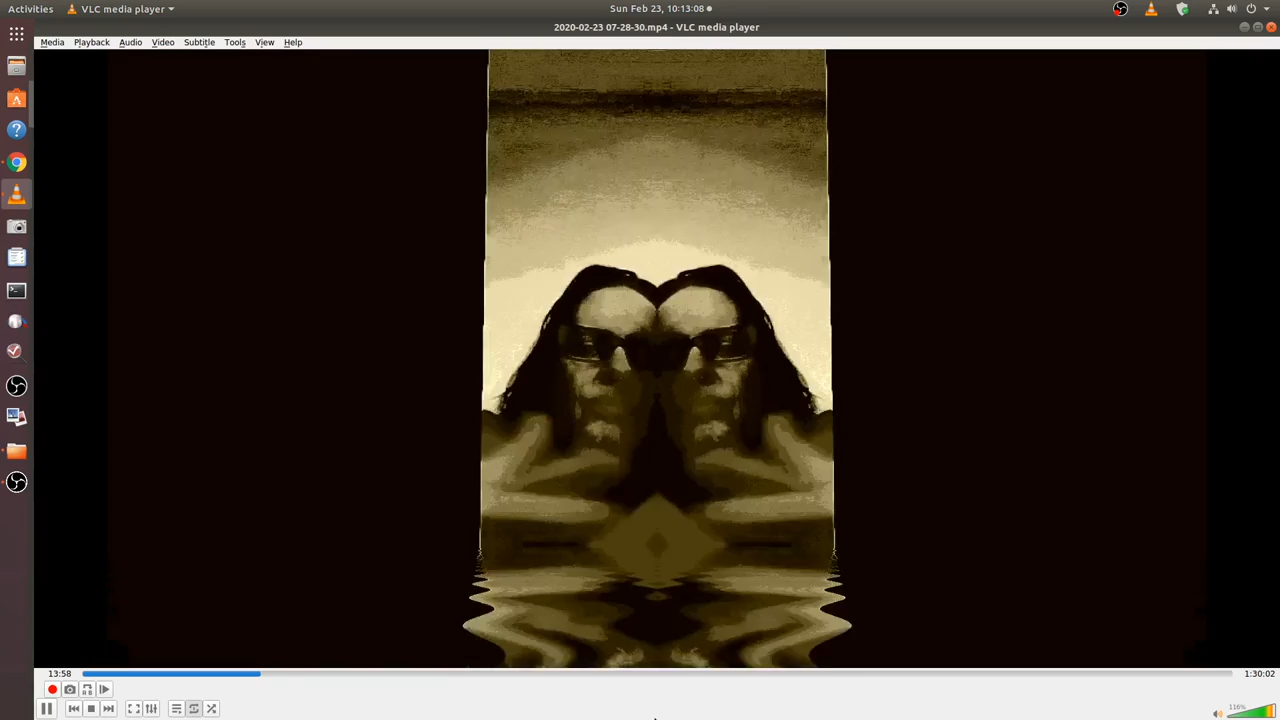 Activities VLC media player Sun Feb 23, 10:13:08
2020-02-23 07-28-30.mp4 - VLC media player
Media Playback Audio Video Subtitle Tools View Help
13:58 1:30:02
116%